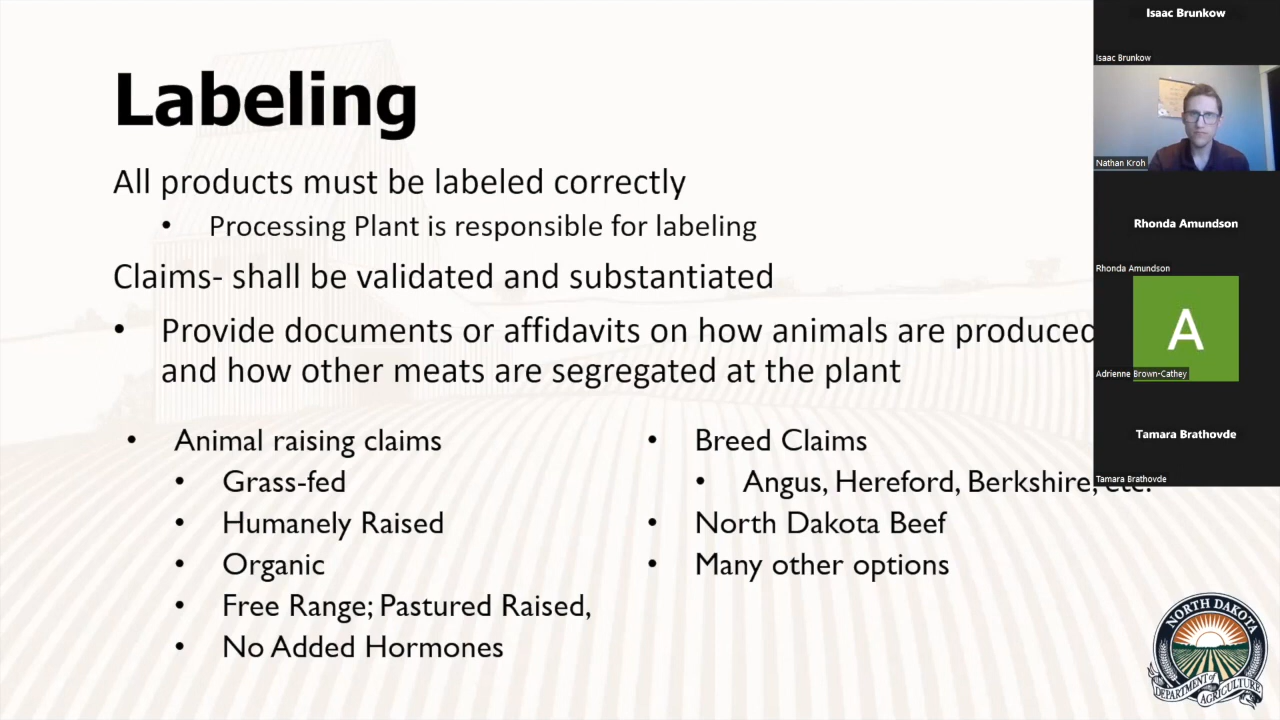 Labeling
All products must be labeled correctly
• Processing Plant is responsible for labeling
Claims- shall be validated and substantiated
• Provide documents or affidavits on how animals are produced
and how other meats are segregated at the plant
• Animal raising claims
• Grass-fed
• Humanely Raised
• Organic
• Free Range; Pastured Raised,
• No Added Hormones
• Breed Claims
• Angus, Hereford, Berkshire, etc.
• North Dakota Beef
• Many other options
Isaac Brunkow
Isaac Brunkow
Nathan Kroh
Rhonda Amundson
Rhonda Amundson
A
Adrienne Brown-Cathey
Tamara Brathovde
Tamara Brathovde
NORTH DAKOTA
DEPARTMENT of AGRICULTURE